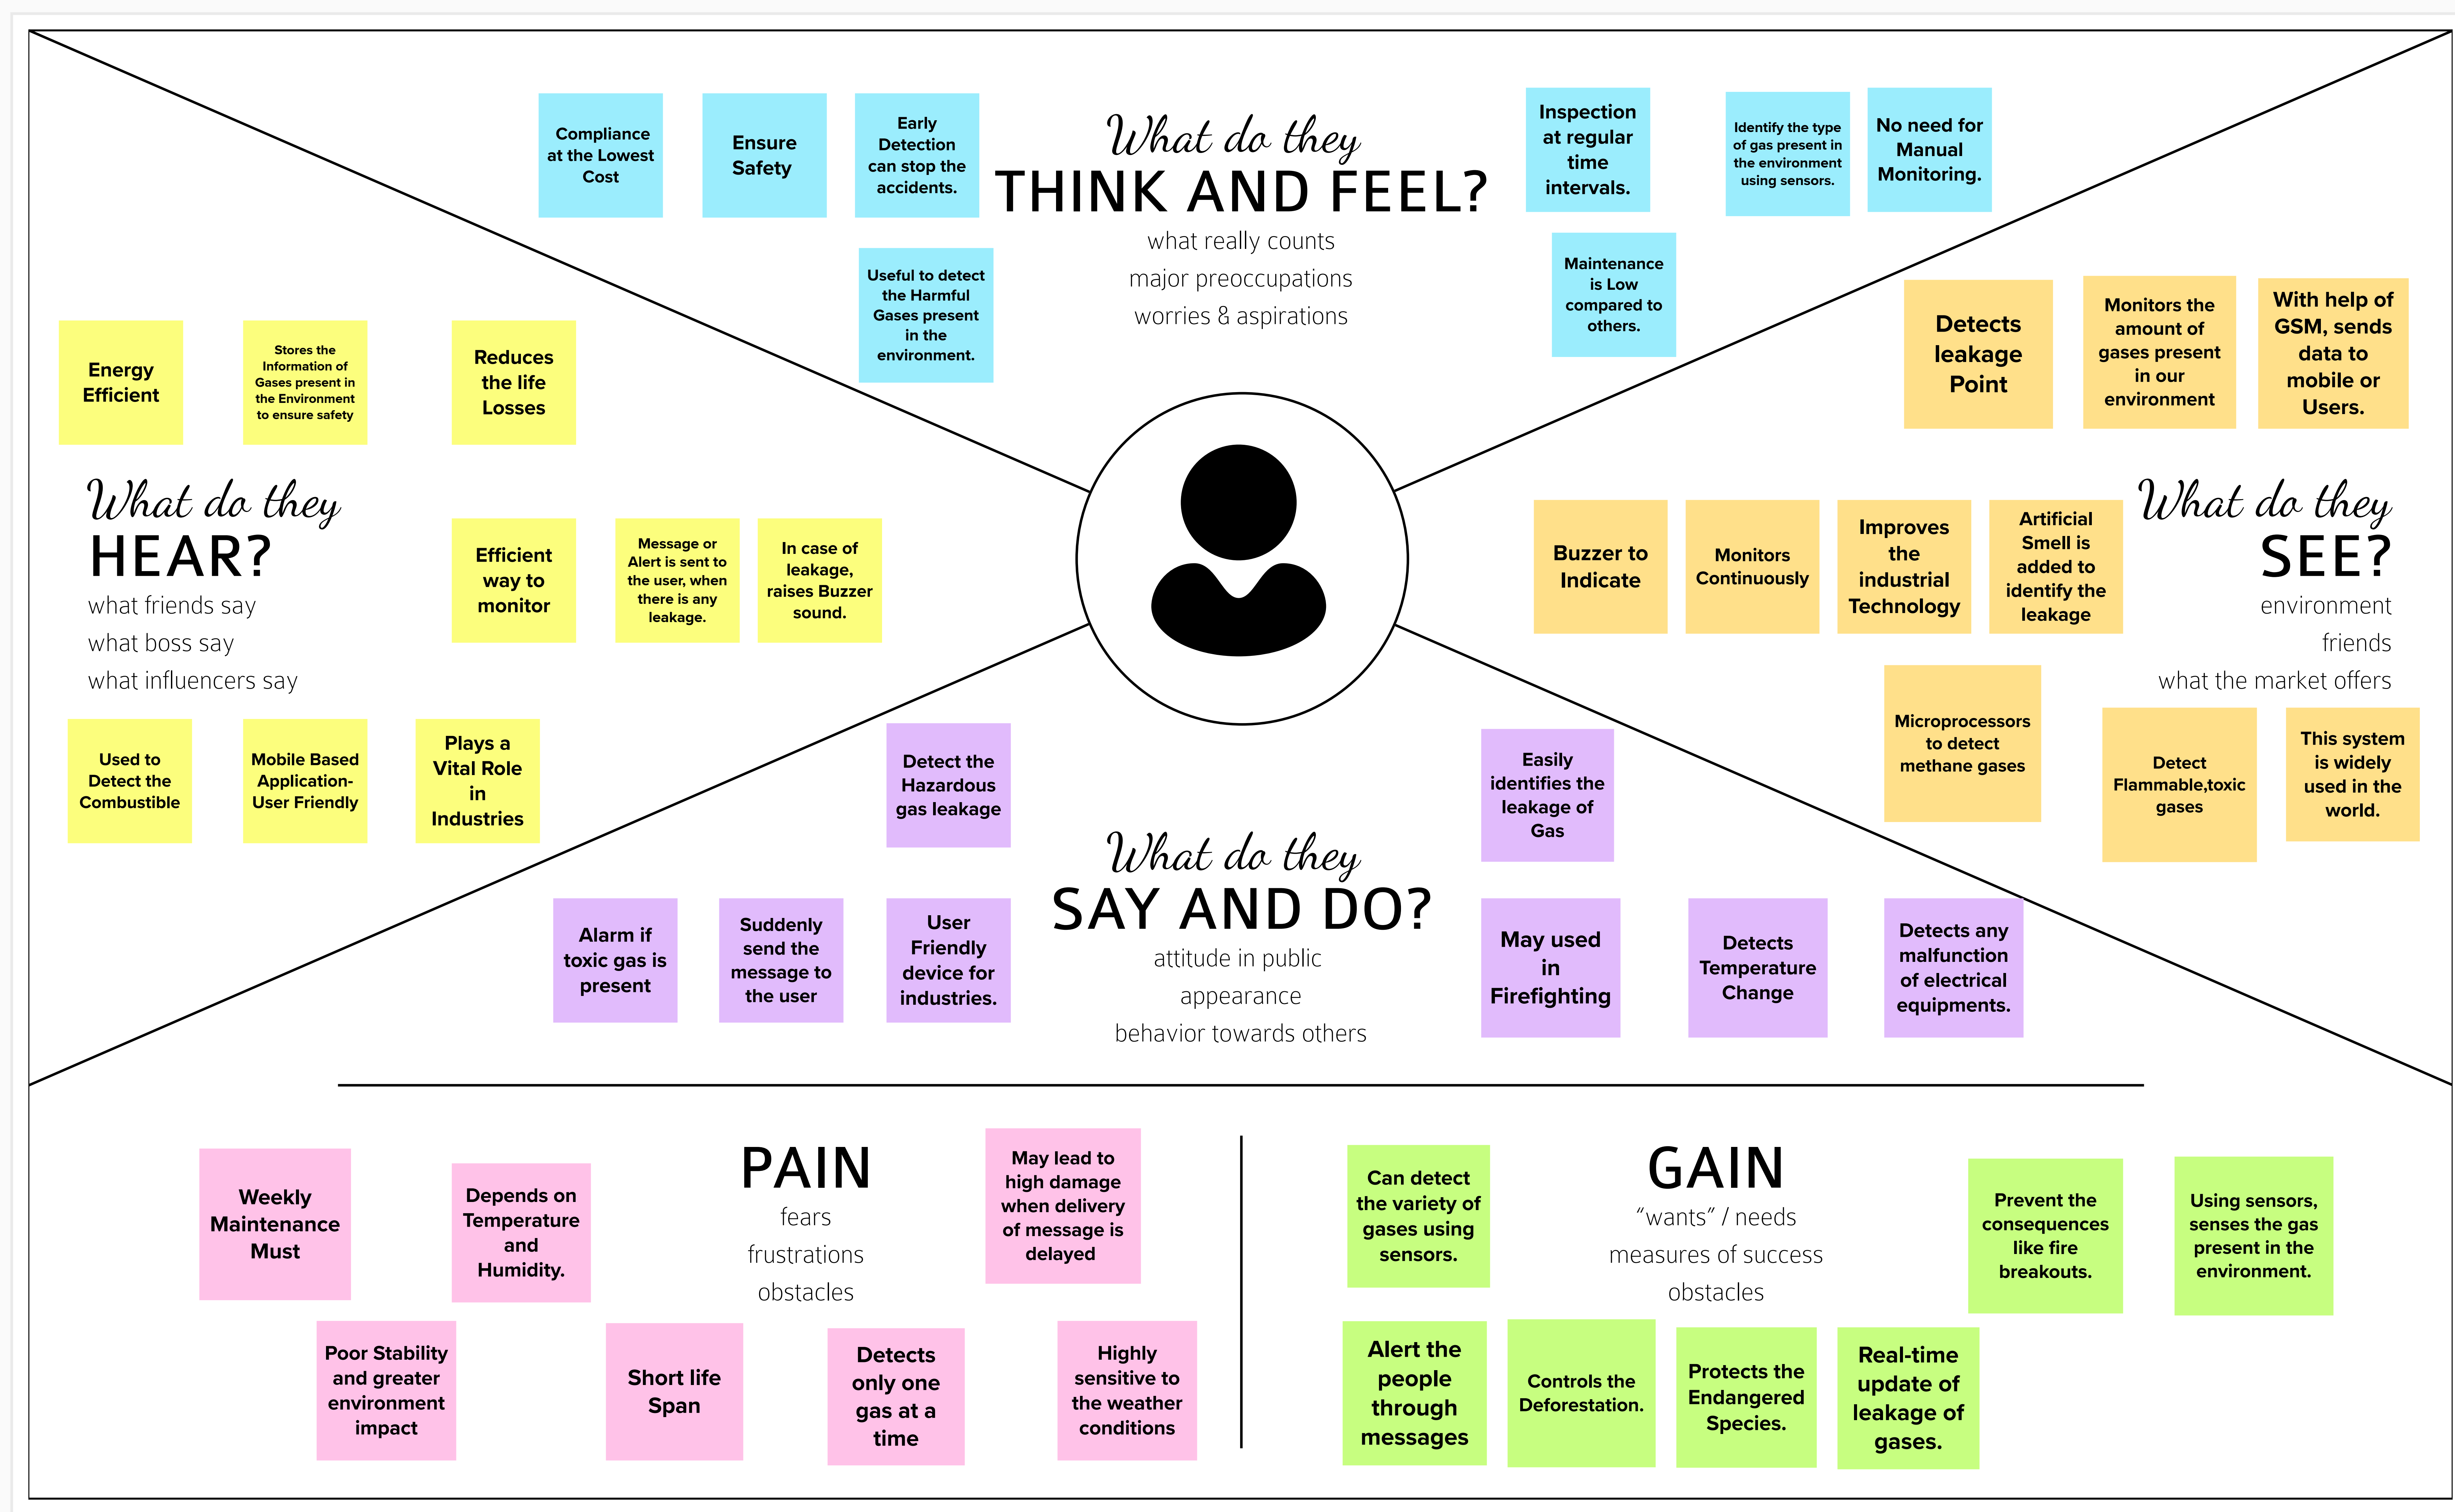 What do they
THINK AND FEEL?
what really counts
major preoccupations
worries & aspirations
Compliance
at the Lowest
Cost
Ensure
Safety
Early
Detection
can stop the
accidents.
Useful to detect
the Harmful
Gases present
in the
environment.
Inspection
at regular
time
intervals.
Identify the type
of gas present in
the environment
using sensors.
No need for
Manual
Monitoring.
Maintenance
is Low
compared to
others.
Energy
Efficient
Stores the
Information of
Gases present in
the Environment
to ensure safety
Reduces
the life
Losses
What do they
HEAR?
what friends say
what boss say
what influencers say
Efficient
way to
monitor
Message or
Alert is sent to
the user, when
there is any
leakage.
In case of
leakage,
raises Buzzer
sound.
Used to
Detect the
Combustible
Mobile Based
Application-
User Friendly
Plays a
Vital Role
in
Industries
Detects
leakage
Point
Monitors the
amount of
gases present
in our
environment
With help of
GSM, sends
data to
mobile or
Users.
What do they
SEE?
environment
friends
what the market offers
Buzzer to
Indicate
Monitors
Continuously
Improves
the
industrial
Technology
Artificial
Smell is
added to
identify the
leakage
Microprocessors
to detect
methane gases
Detect
Flammable,toxic
gases
This system
is widely
used in the
world.
Detect the
Hazardous
gas leakage
Easily
identifies the
leakage of
Gas
What do they
SAY AND DO?
attitude in public
appearance
behavior towards others
Alarm if
toxic gas is
present
Suddenly
send the
message to
the user
User
Friendly
device for
industries.
May used
in
Firefighting
Detects
Temperature
Change
Detects any
malfunction
of electrical
equipments.
PAIN
fears
frustrations
obstacles
Weekly
Maintenance
Must
Depends on
Temperature
and
Humidity.
May lead to
high damage
when delivery
of message is
delayed
Poor Stability
and greater
environment
impact
Short life
Span
Detects
only one
gas at a
time
Highly
sensitive to
the weather
conditions
GAIN
“wants” / needs
measures of success
obstacles
Can detect
the variety of
gases using
sensors.
Prevent the
consequences
like fire
breakouts.
Using sensors,
senses the gas
present in the
environment.
Alert the
people
through
messages
Controls the
Deforestation.
Protects the
Endangered
Species.
Real-time
update of
leakage of
gases.